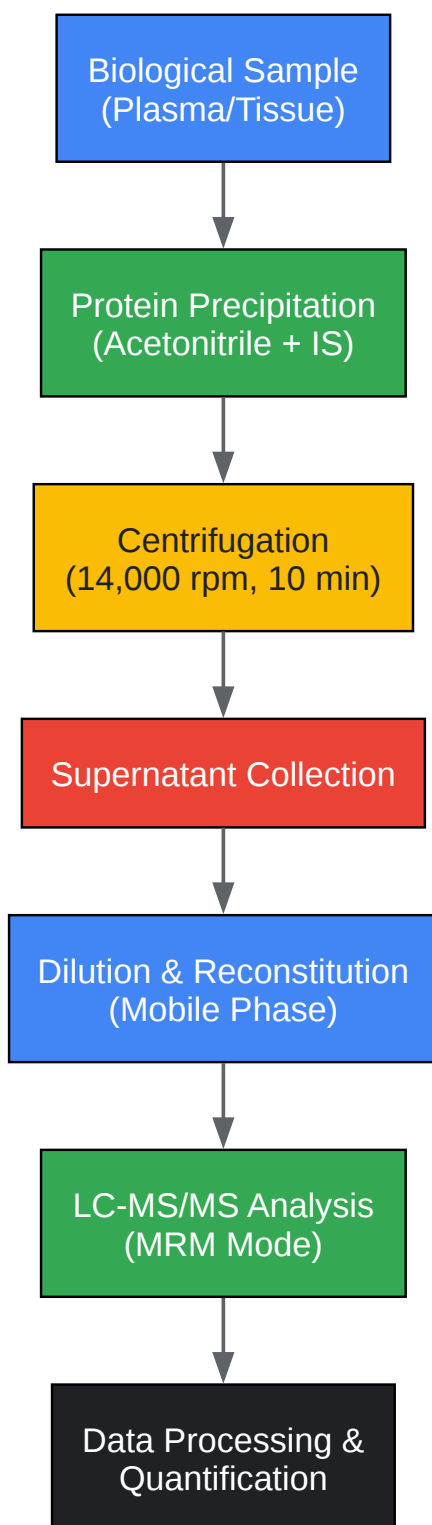 Biological Sample
(Plasma/Tissue)
Protein Precipitation
(Acetonitrile + IS)
Centrifugation
(14,000 rpm, 10 min)
Supernatant Collection
Dilution & Reconstitution
(Mobile Phase)
LC-MS/MS Analysis
(MRM Mode)
Data Processing &
Quantification